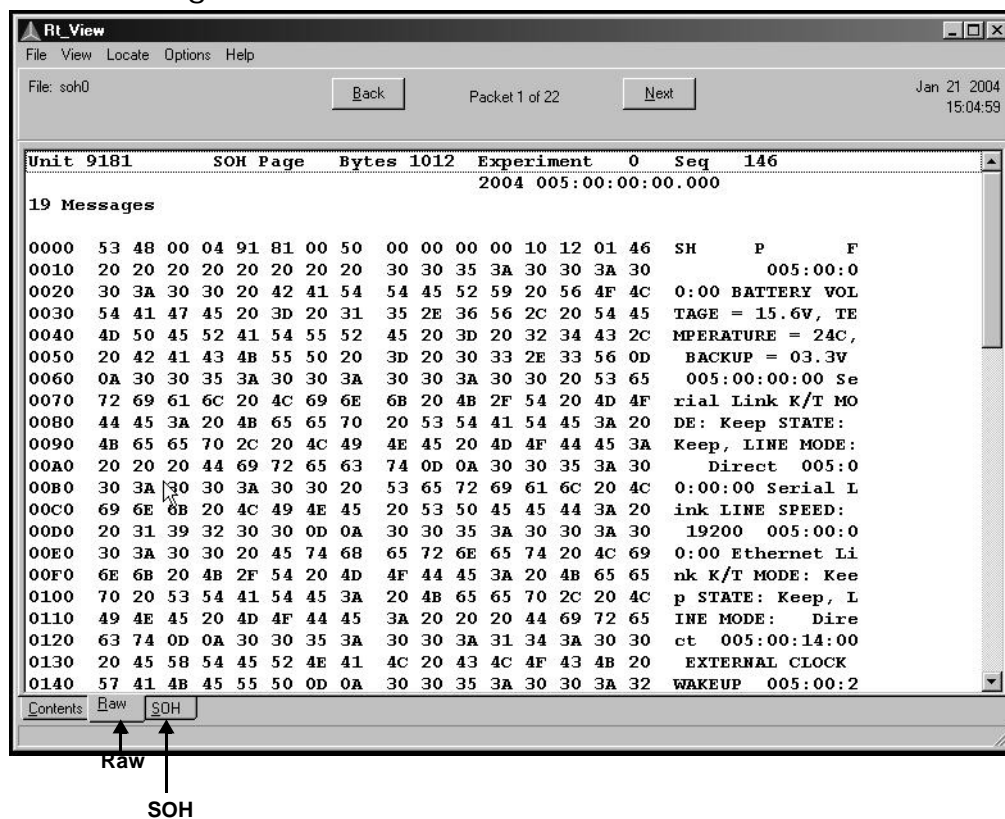 Rt_View
File View Locate Options Help
File: soh0 Back Packet 1 of 22 Next Jan 21 2004
15:04:59
Unit 9181 SOH Page Bytes 1012 Experiment 0 Seq 146
2004 005:00:00:00.000
19 Messages
0000 53 48 00 04 91 81 00 50 00 00 00 00 10 12 01 46 SH P F
0010 20 20 20 20 20 20 20 20 30 30 35 3A 30 30 3A 30 005:00:0
0020 30 3A 30 30 20 42 41 54 54 45 52 59 20 56 4F 4C 0:00 BATTERY VOL
0030 54 41 47 45 20 3D 20 31 35 2E 36 56 2C 20 54 45 TAGE = 15.6V, TE
0040 4D 50 45 52 41 54 55 52 45 20 3D 20 32 34 43 2C MPERATURE = 24C,
0050 20 42 41 43 4B 55 50 20 3D 20 30 33 2E 33 56 0D BACKUP = 03.3V
0060 0A 30 30 35 3A 30 30 3A 30 30 3A 30 30 20 53 65 005:00:00:00 Se
0070 72 69 61 6C 20 4C 69 6E 6B 20 4B 2F 54 20 4D 4F rial Link K/T MO
0080 44 45 3A 20 4B 65 65 70 20 53 54 41 54 45 3A 20 DE: Keep STATE:
0090 4B 65 65 70 2C 20 4C 49 4E 45 20 4D 4F 44 45 3A Keep, LINE MODE:
00A0 20 20 20 44 69 72 65 63 74 0D 0A 30 30 35 3A 30 Direct 005:0
00B0 30 3A 30 30 3A 30 30 20 53 65 72 69 61 6C 20 4C 0:00:00 Serial L
00C0 69 6E 6B 20 4C 49 4E 45 20 53 50 45 45 44 3A 20 ink LINE SPEED:
00D0 20 31 39 32 30 30 0D 0A 30 30 35 3A 30 30 3A 30 19200 005:00:0
00E0 30 3A 30 30 20 45 74 68 65 72 6E 65 74 20 4C 69 0:00 Ethernet Li
00F0 6E 6B 20 4B 2F 54 20 4D 4F 44 45 3A 20 4B 65 65 nk K/T MODE: Kee
0100 70 20 53 54 41 54 45 3A 20 4B 65 65 70 2C 20 4C p STATE: Keep, L
0110 49 4E 45 20 4D 4F 44 45 3A 20 20 20 44 69 72 65 INE MODE: Dire
0120 63 74 0D 0A 30 30 35 3A 30 30 3A 31 34 3A 30 30 ct 005:00:14:00
0130 20 45 58 54 45 52 4E 41 4C 20 43 4C 4F 43 4B 20 EXTERNAL CLOCK
0140 57 41 4B 45 55 50 0D 0A 30 30 35 3A 30 30 3A 32 WAKEUP 005:00:2
Contents Raw SOH
Raw
SOH